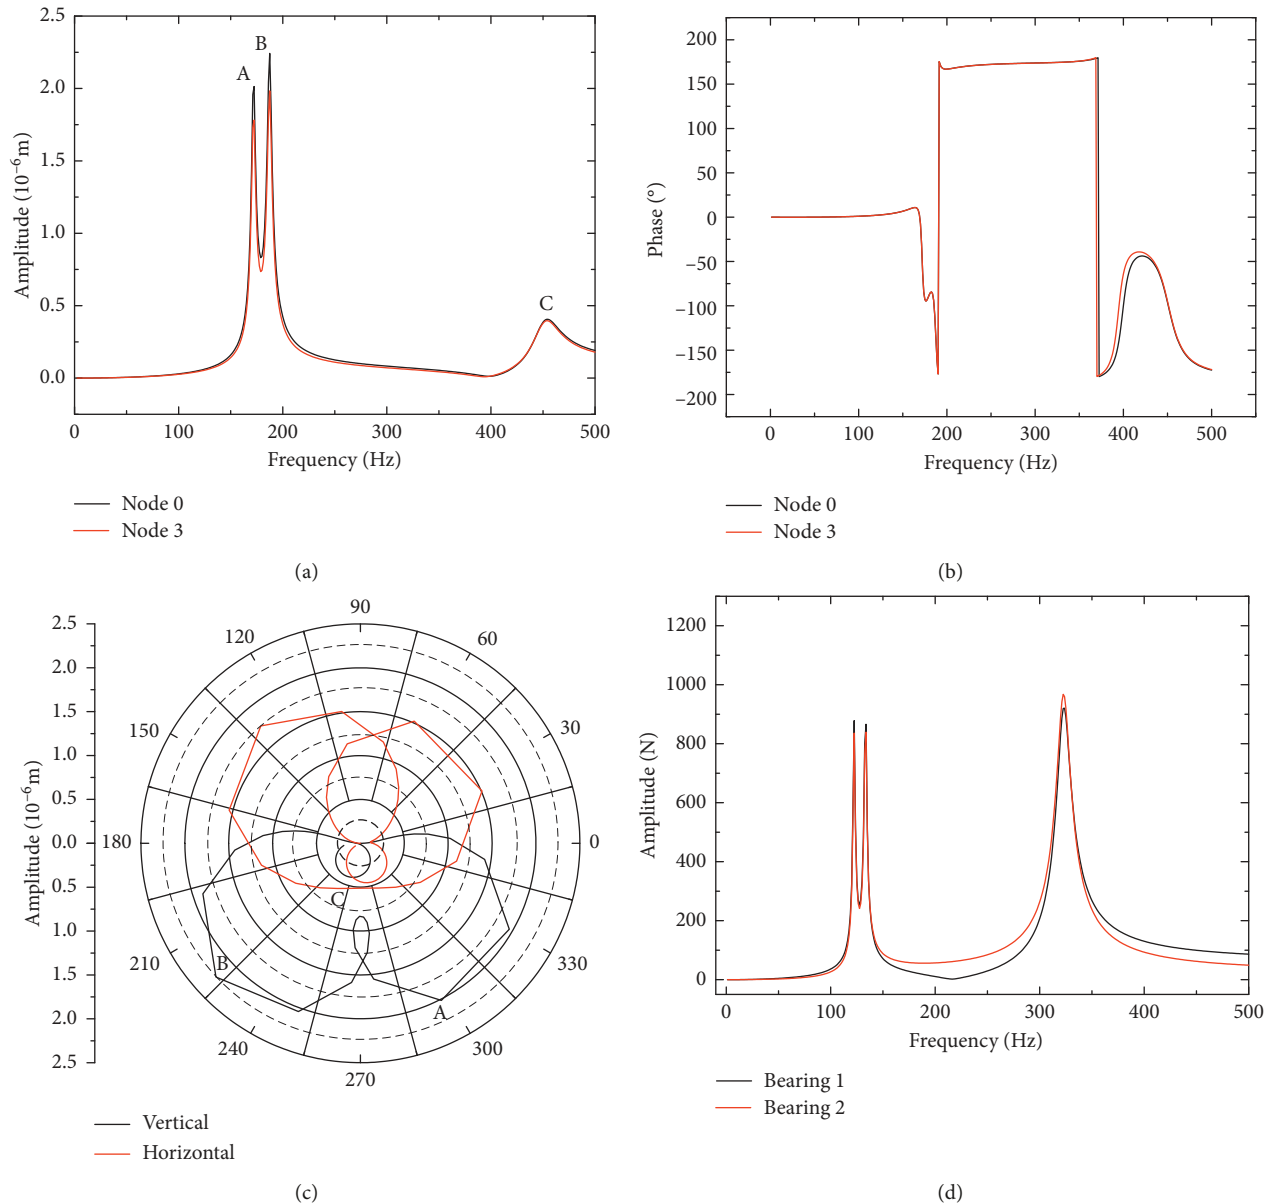 2.5
2.0
1.5
1.0
0.5
0.0
Amplitude (10⁻⁶m)
A
B
C
0 100 200 300 400 500
Frequency (Hz)
Node 0
Node 3
(a)
200
150
100
50
0
−50
−100
−150
−200
Phase (°)
0 100 200 300 400 500
Frequency (Hz)
Node 0
Node 3
(b)
2.5
2.0
1.5
1.0
0.5
0.0
0.5
1.0
1.5
2.0
2.5
Amplitude (10⁻⁶m)
90
120 60
150 30
180 0
210 330
240 300
270
C
B
A
Vertical
Horizontal
(c)
1200
1000
800
600
400
200
0
Amplitude (N)
0 100 200 300 400 500
Frequency (Hz)
Bearing 1
Bearing 2
(d)